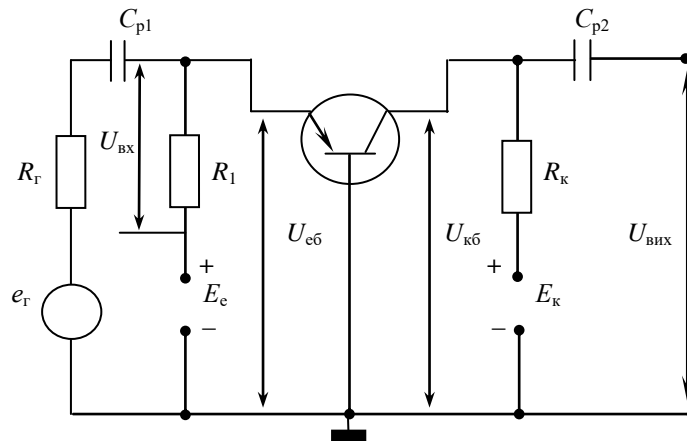 Cр1
Cр2
Uвх
Rг
R1
Rк
Uеб
Uкб
Uвих
+
+
eг
Eе
Eк
–
–